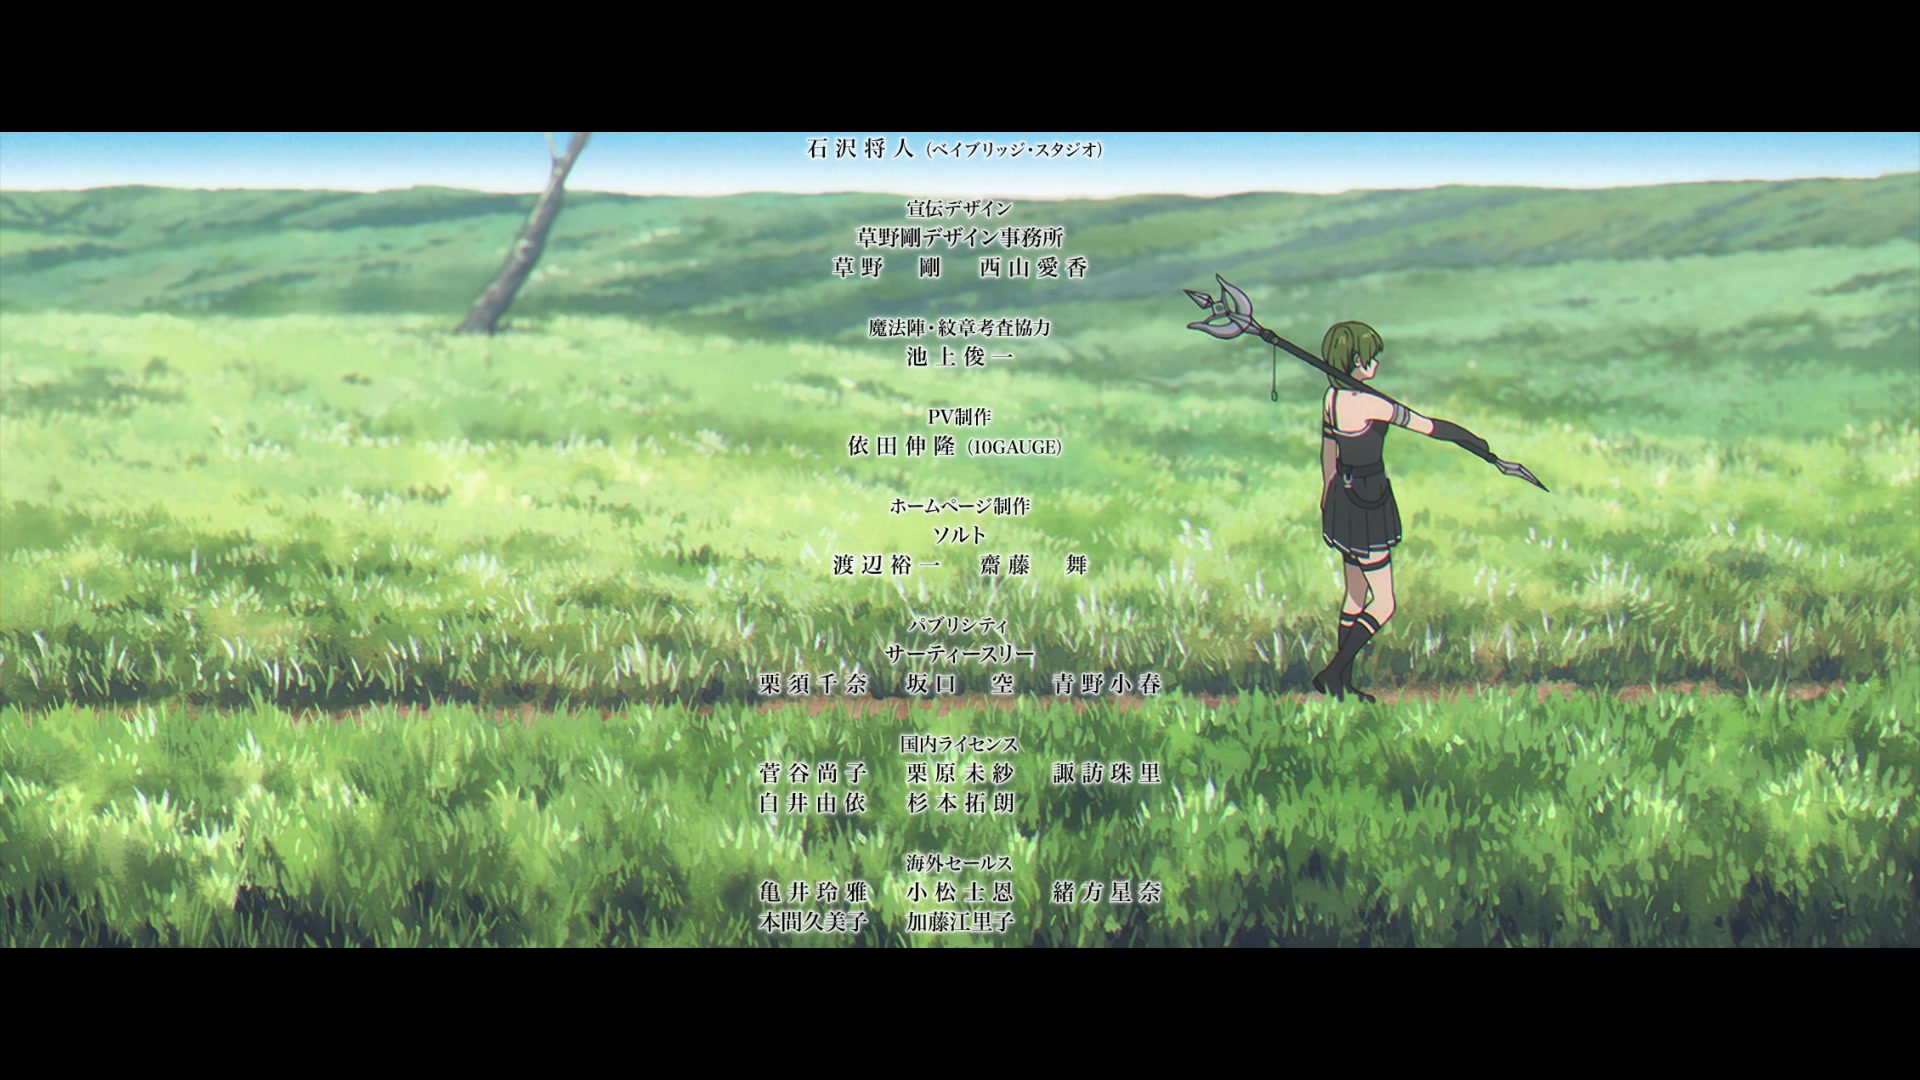 石沢将人(ベイブリッジ・スタジオ)
宣伝デザイン
草野剛デザイン事務所
草野 剛 西山愛香
魔法陣・紋章考査協力
池上俊一
PV制作
依田伸隆(10GAUGE)
ホームページ制作
ソルト
渡辺裕一 齋藤 舞
パブリシティ
サーティースリー
栗須千奈 坂口 空 青野小春
国内ライセンス
菅谷尚子 栗原未紗 諏訪珠里
白井由依 杉本拓朗
海外セールス
亀井玲雅 小松士恩 緒方星奈
本間久美子 加藤江里子